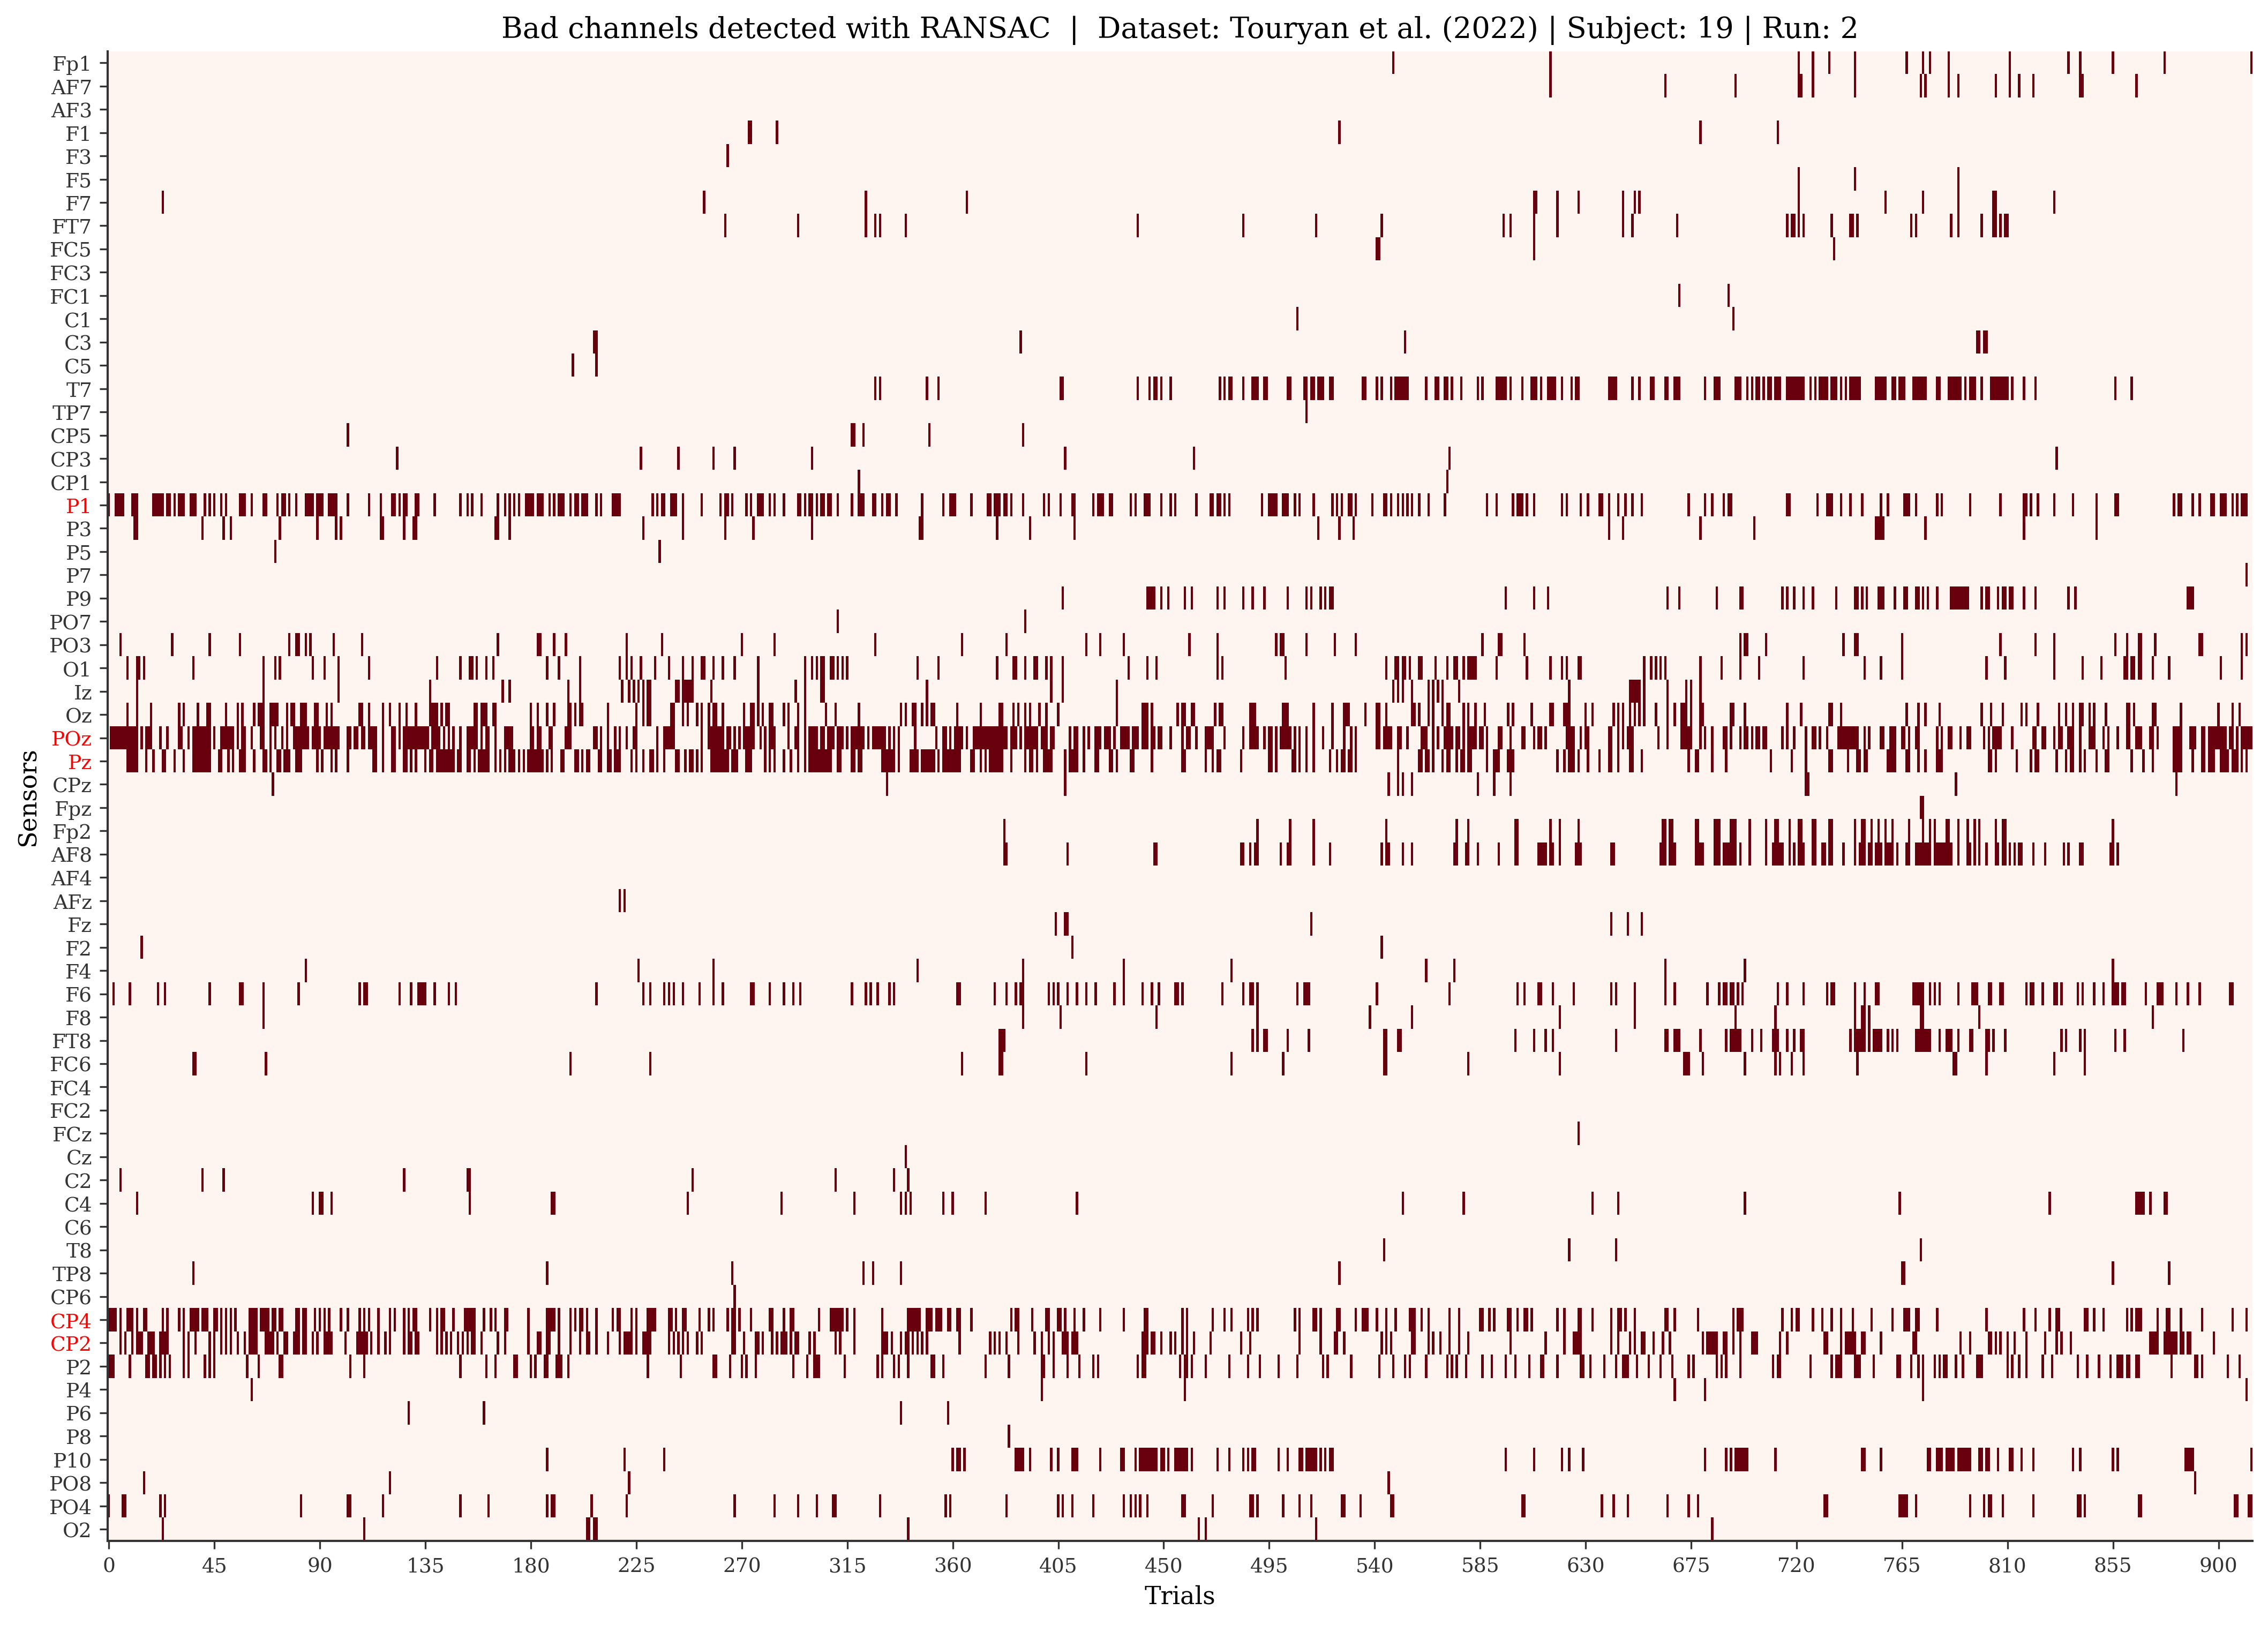 Bad channels detected with RANSAC | Dataset: Touryan et al. (2022) | Subject: 19 | Run: 2
Sensors
Fp1
AF7
AF3
F1
F3
F5
F7
FT7
FC5
FC3
FC1
C1
C3
C5
T7
TP7
CP5
CP3
CP1
P1
P3
P5
P7
P9
PO7
PO3
O1
Iz
Oz
POz
Pz
CPz
Fpz
Fp2
AF8
AF4
AFz
Fz
F2
F4
F6
F8
FT8
FC6
FC4
FC2
FCz
Cz
C2
C4
C6
T8
TP8
CP6
CP4
CP2
P2
P4
P6
P8
P10
PO8
PO4
O2
0 45 90 135 180 225 270 315 360 405 450 495 540 585 630 675 720 765 810 855 900
Trials